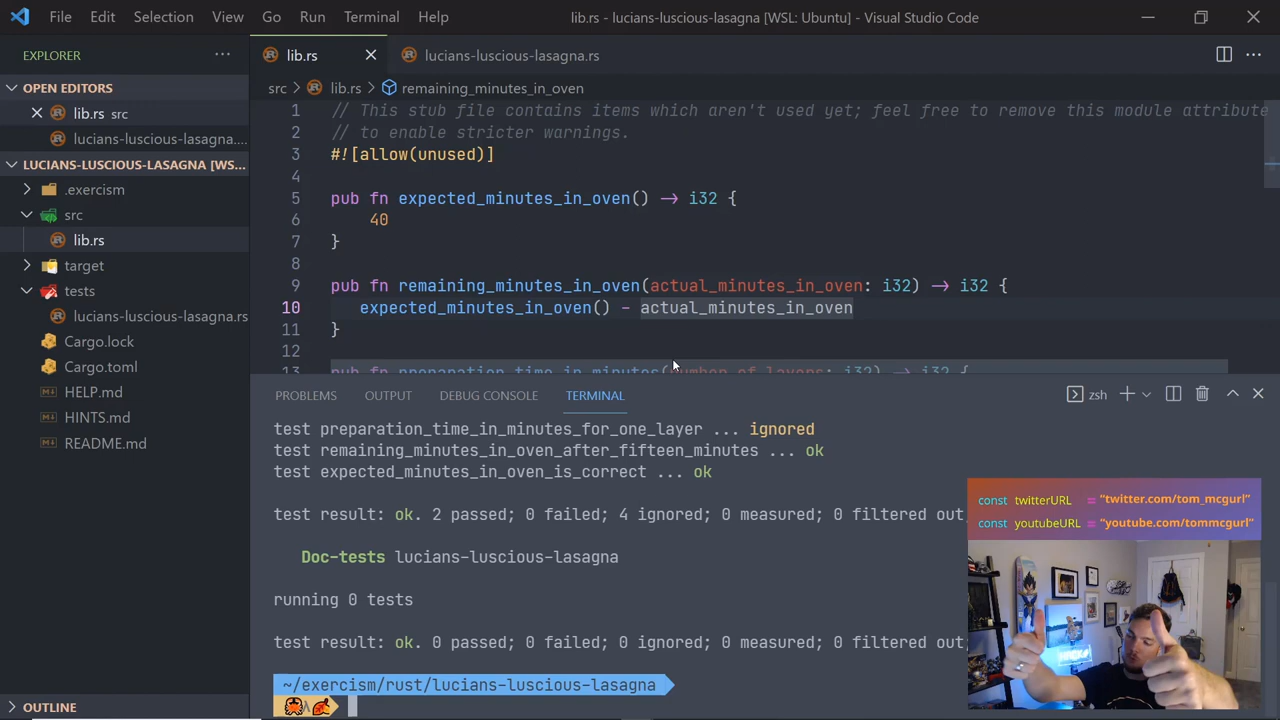 File Edit Selection View Go Run Terminal Help lib.rs - lucians-luscious-lasagna [WSL: Ubuntu] - Visual Studio Code
EXPLORER ···
lib.rs
lucians-luscious-lasagna.rs
OPEN EDITORS
lib.rs src
lucians-luscious-lasagna....
LUCIANS-LUSCIOUS-LASAGNA [WS...
.exercism
src
lib.rs
target
tests
lucians-luscious-lasagna.rs
Cargo.lock
Cargo.toml
HELP.md
HINTS.md
README.md
OUTLINE
src > lib.rs > remaining_minutes_in_oven
1 // This stub file contains items which aren't used yet; feel free to remove this module attribute
2 // to enable stricter warnings.
3 #![allow(unused)]
4
5 pub fn expected_minutes_in_oven() -> i32 {
6 40
7 }
8
9 pub fn remaining_minutes_in_oven(actual_minutes_in_oven: i32) -> i32 {
10 expected_minutes_in_oven() - actual_minutes_in_oven
11 }
12
13 pub fn preparation_time_in_minutes(number_of_layers: i32) -> i32 {
PROBLEMS OUTPUT DEBUG CONSOLE TERMINAL zsh
test preparation_time_in_minutes_for_one_layer ... ignored
test remaining_minutes_in_oven_after_fifteen_minutes ... ok
test expected_minutes_in_oven_is_correct ... ok
test result: ok. 2 passed; 0 failed; 4 ignored; 0 measured; 0 filtered out
Doc-tests lucians-luscious-lasagna
running 0 tests
test result: ok. 0 passed; 0 failed; 0 ignored; 0 measured; 0 filtered out
~/exercism/rust/lucians-luscious-lasagna
const twitterURL = "twitter.com/tom_mcgurl"
const youtubeURL = "youtube.com/tommcgurl"